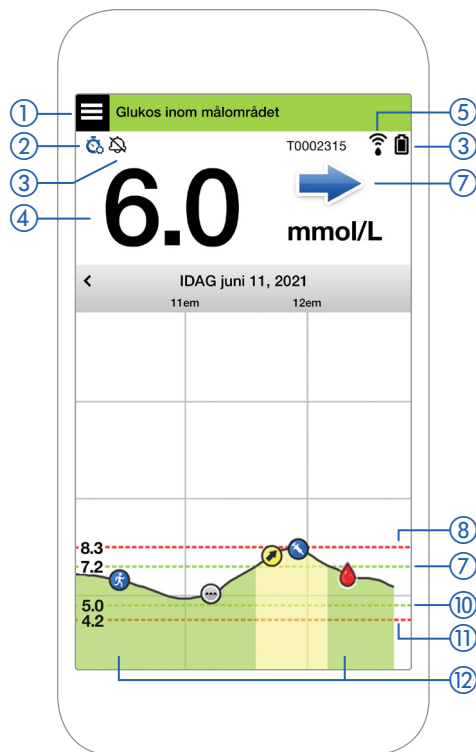 ① Glukos inom målområdet ⑤
② T0002315 ③
③
④ 6.0 ⑦
mmol/L
IDAG juni 11, 2021
11em 12em
8.3 ⑧
7.2 ⑦
5.0 ⑩
4.2 ⑪
⑫